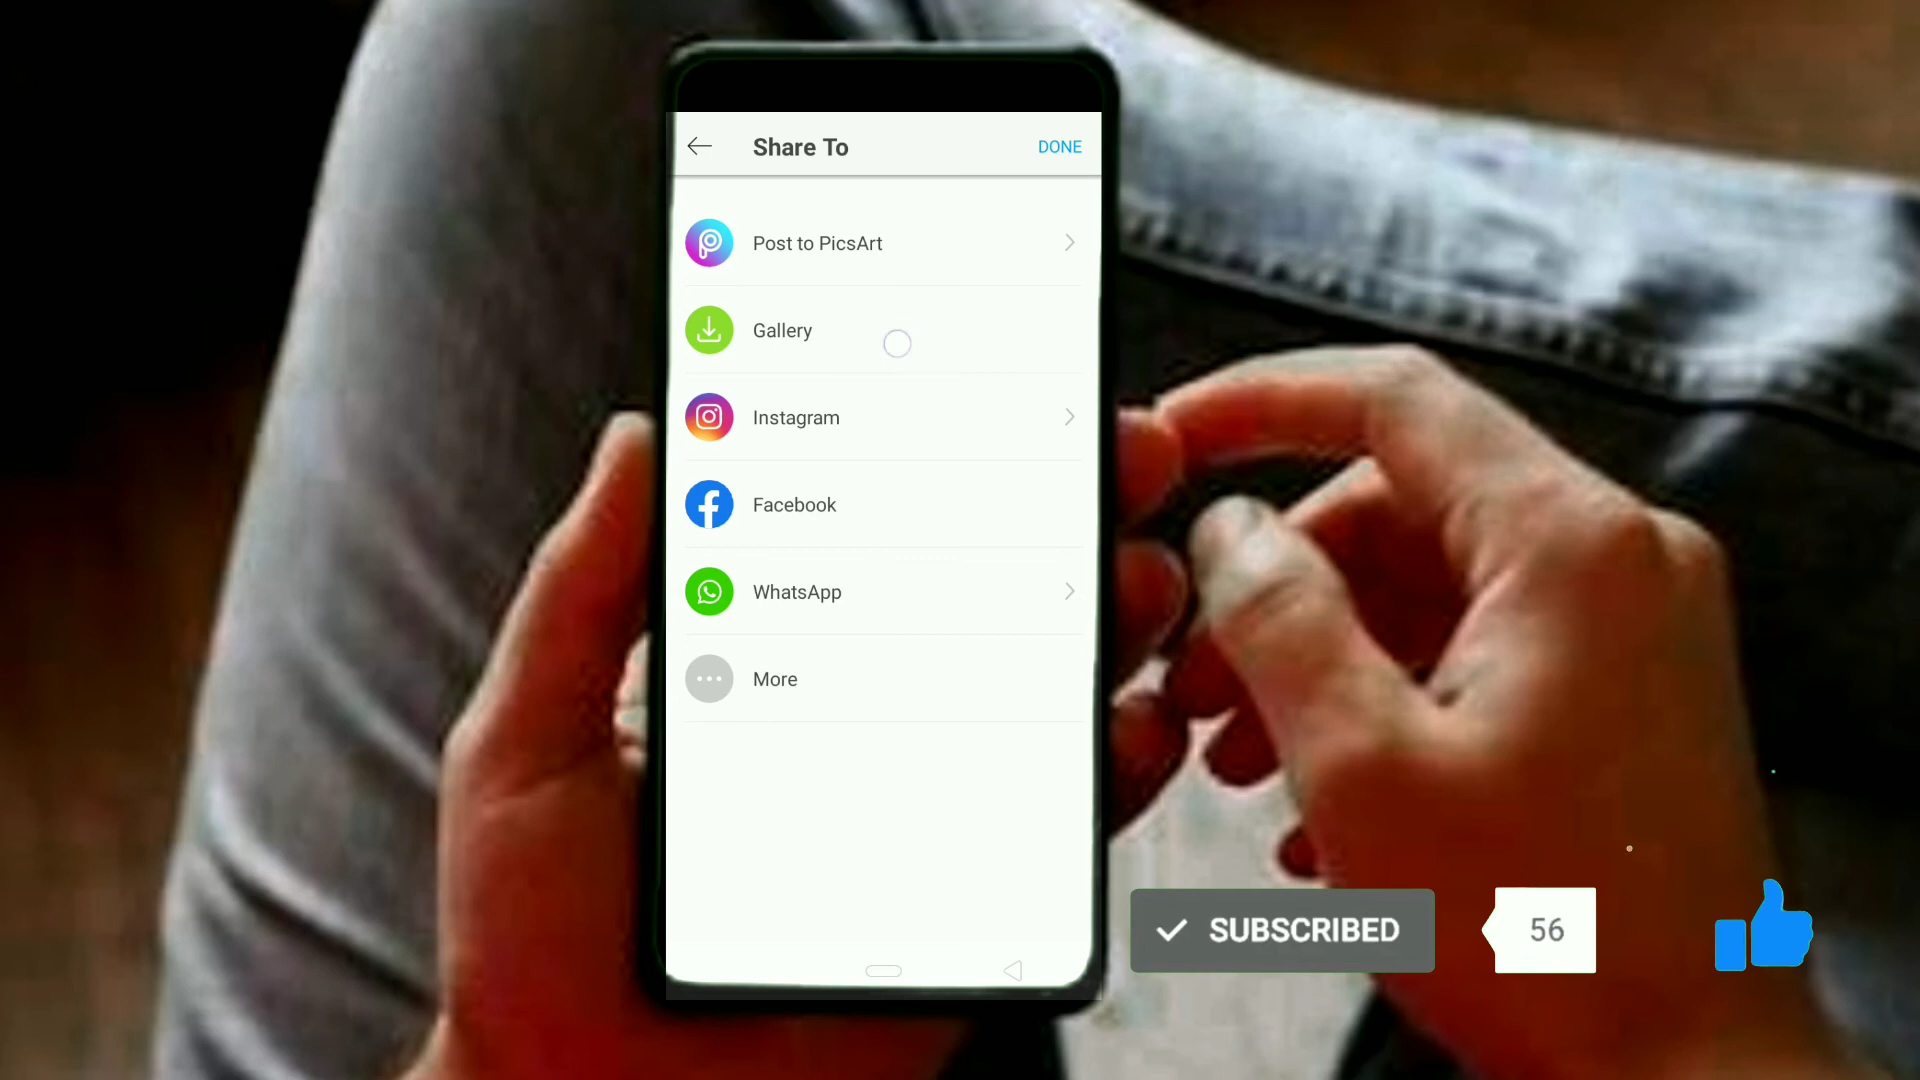 Share To
DONE
Post to PicsArt
Gallery
Instagram
Facebook
WhatsApp
More
SUBSCRIBED
56